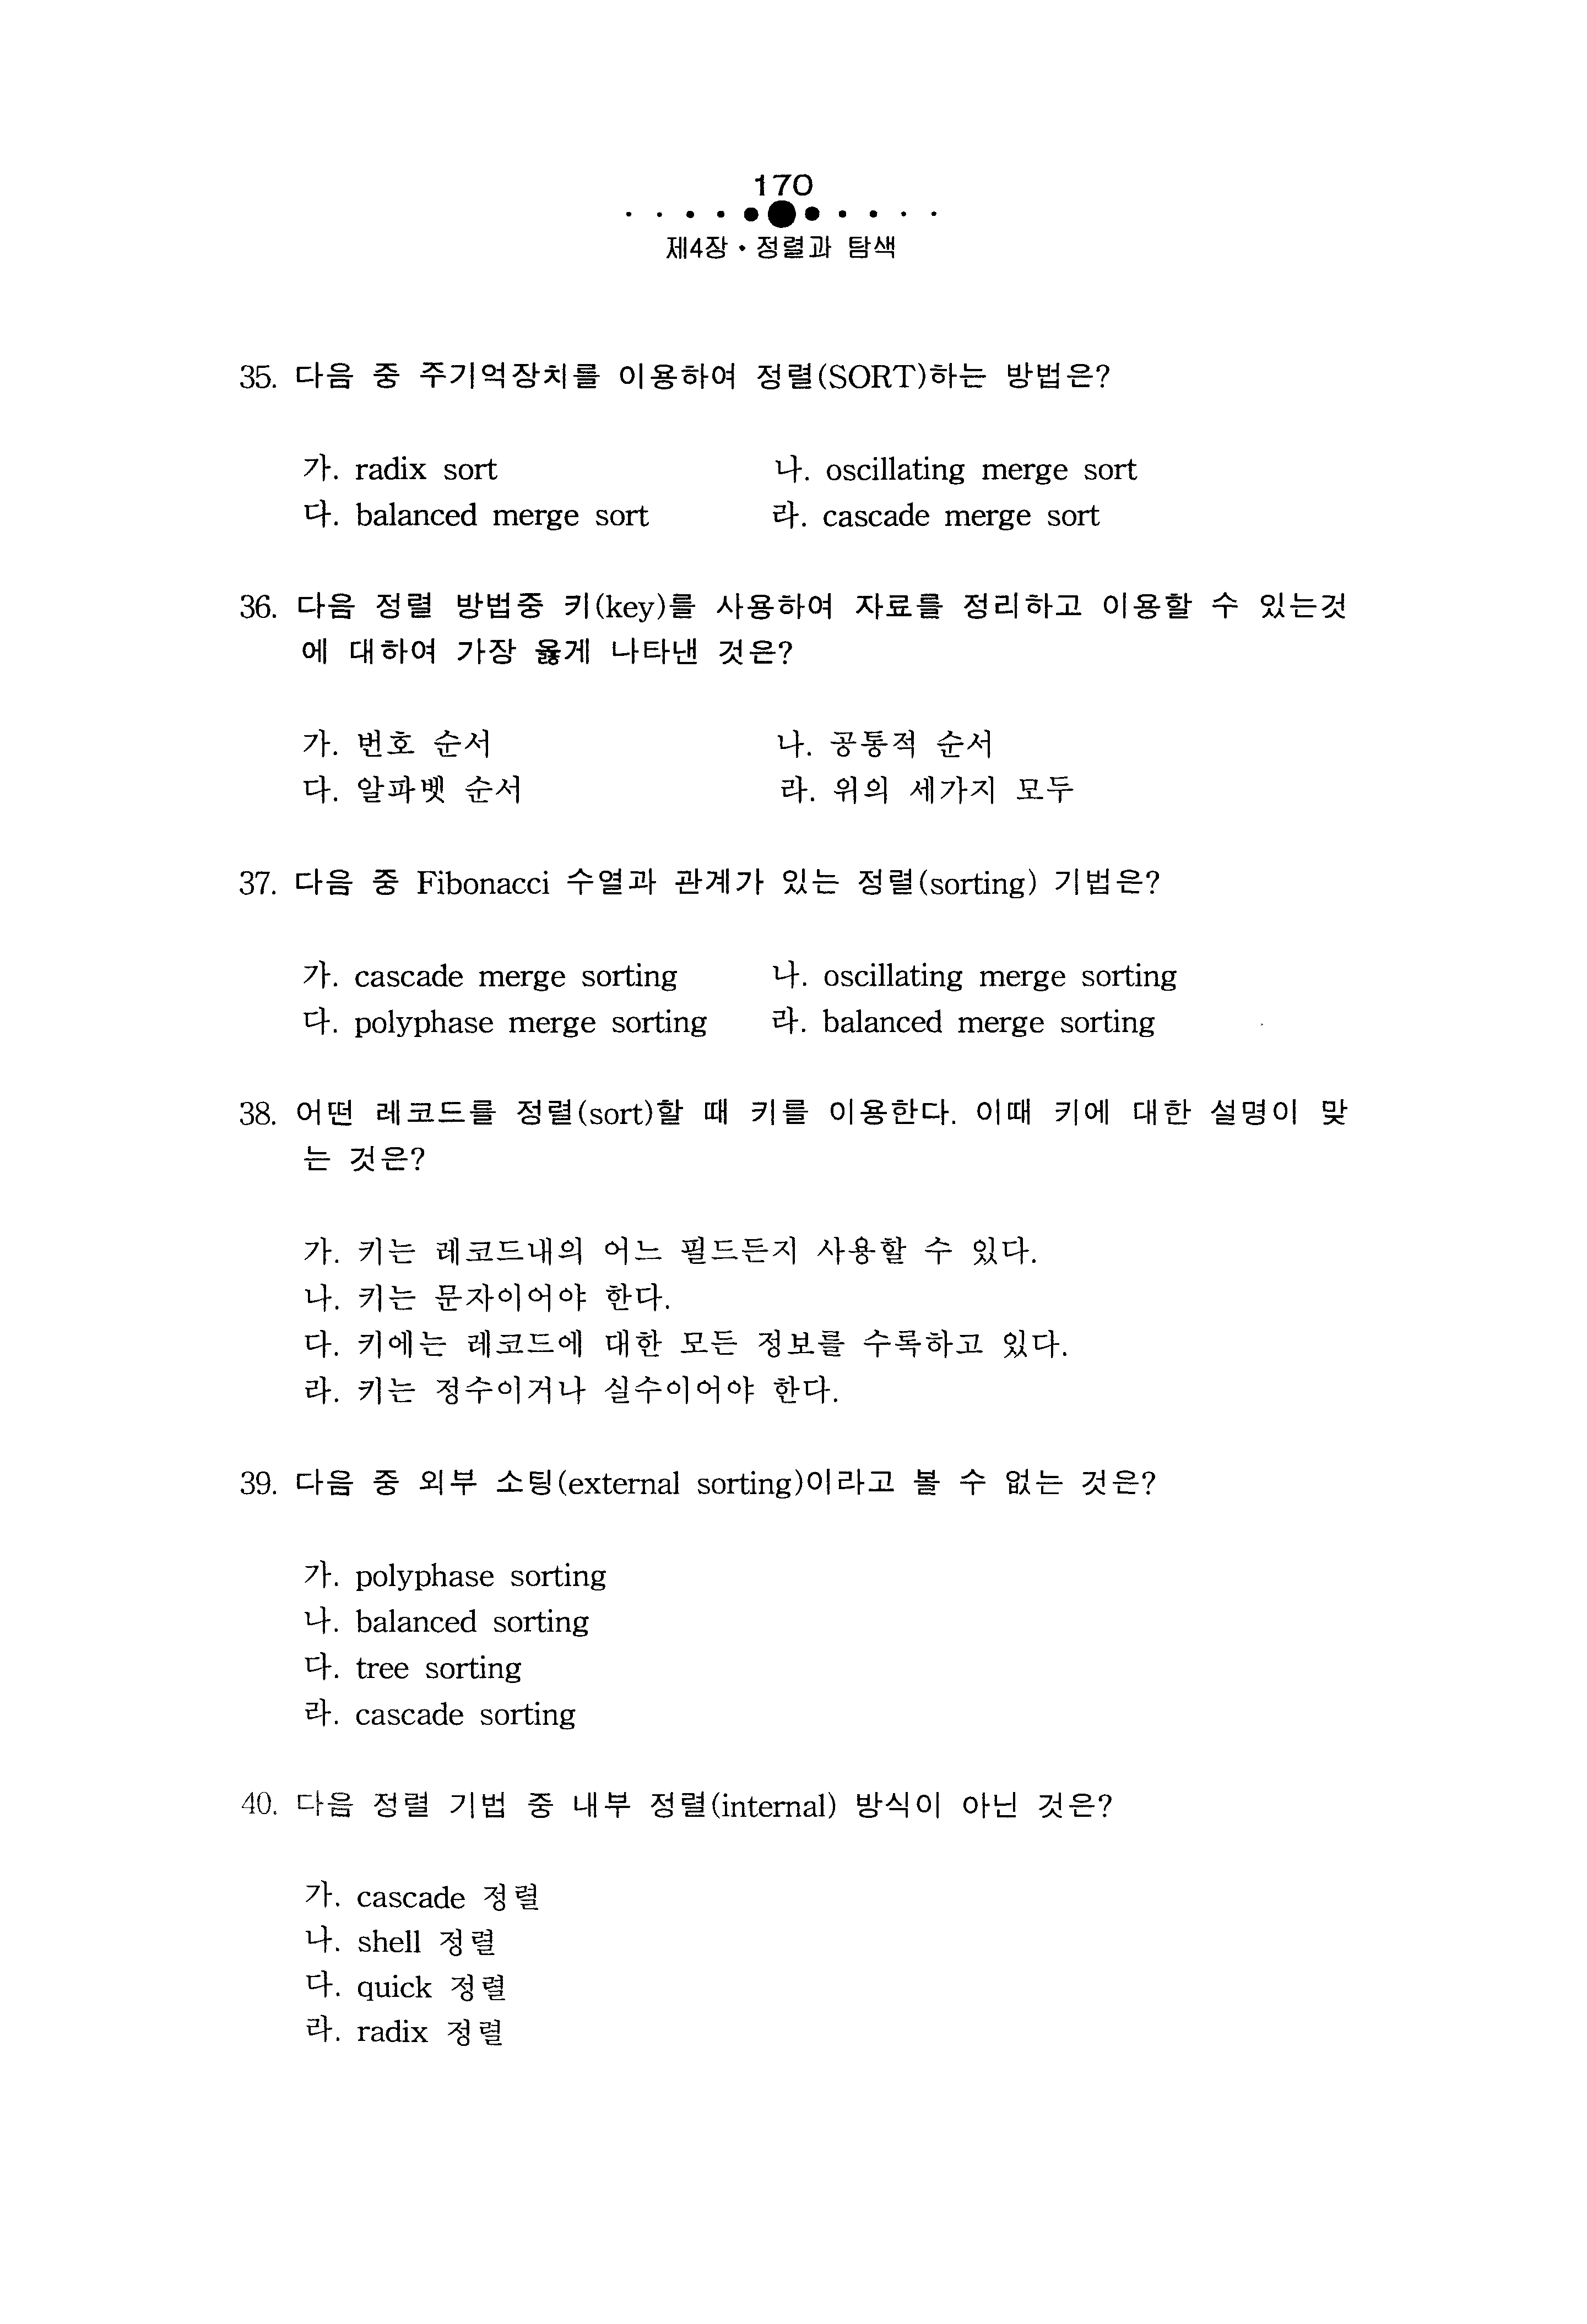 170
제4장·정렬과 탐색
35. 다음 중 주기억장치를 이용하여 정렬(SORT)하는 방법은?
가. radix sort 나. oscillating merge sort
다. balanced merge sort 라. cascade merge sort
36. 다음 정렬 방법중 키(key)를 사용하여 자료를 정리하고 이용할 수 있는것
에 대하여 가장 옳게 나타낸 것은?
가. 번호 순서 나. 공통적 순서
다. 알파벳 순서 라. 위의 세가지 모두
37. 다음 중 Fibonacci 수열과 관계가 있는 정렬(sorting) 기법은?
가. cascade merge sorting 나. oscillating merge sorting
다. polyphase merge sorting 라. balanced merge sorting
38. 어떤 레코드를 정렬(sort)할 때 키를 이용한다. 이때 키에 대한 설명이 맞
는 것은?
가. 키는 레코드내의 어느 필드든지 사용할 수 있다.
나. 키는 문자이어야 한다.
다. 키에는 레코드에 대한 모든 정보를 수록하고 있다.
라. 키는 정수이거나 실수이어야 한다.
39. 다음 중 외부 소팅(external sorting)이라고 볼 수 없는 것은?
가. polyphase sorting
나. balanced sorting
다. tree sorting
라. cascade sorting
40. 다음 정렬 기법 중 내부 정렬(internal) 방식이 아닌 것은?
가. cascade 정렬
나. shell 정렬
다. quick 정렬
라. radix 정렬